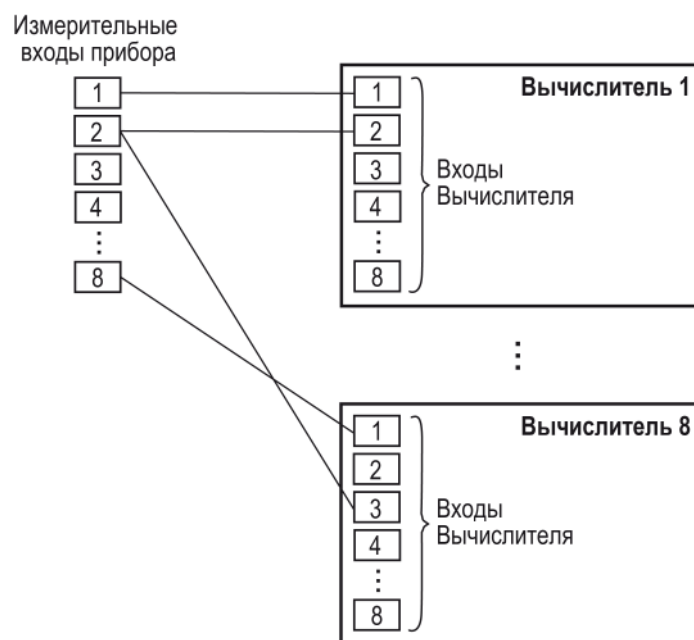 Измерительные
входы прибора
1
2
3
4
⋮
8
Вычислитель 1
1
2
3
4
⋮
8
Входы
Вычислителя
⋮
Вычислитель 8
1
2
3
4
⋮
8
Входы
Вычислителя